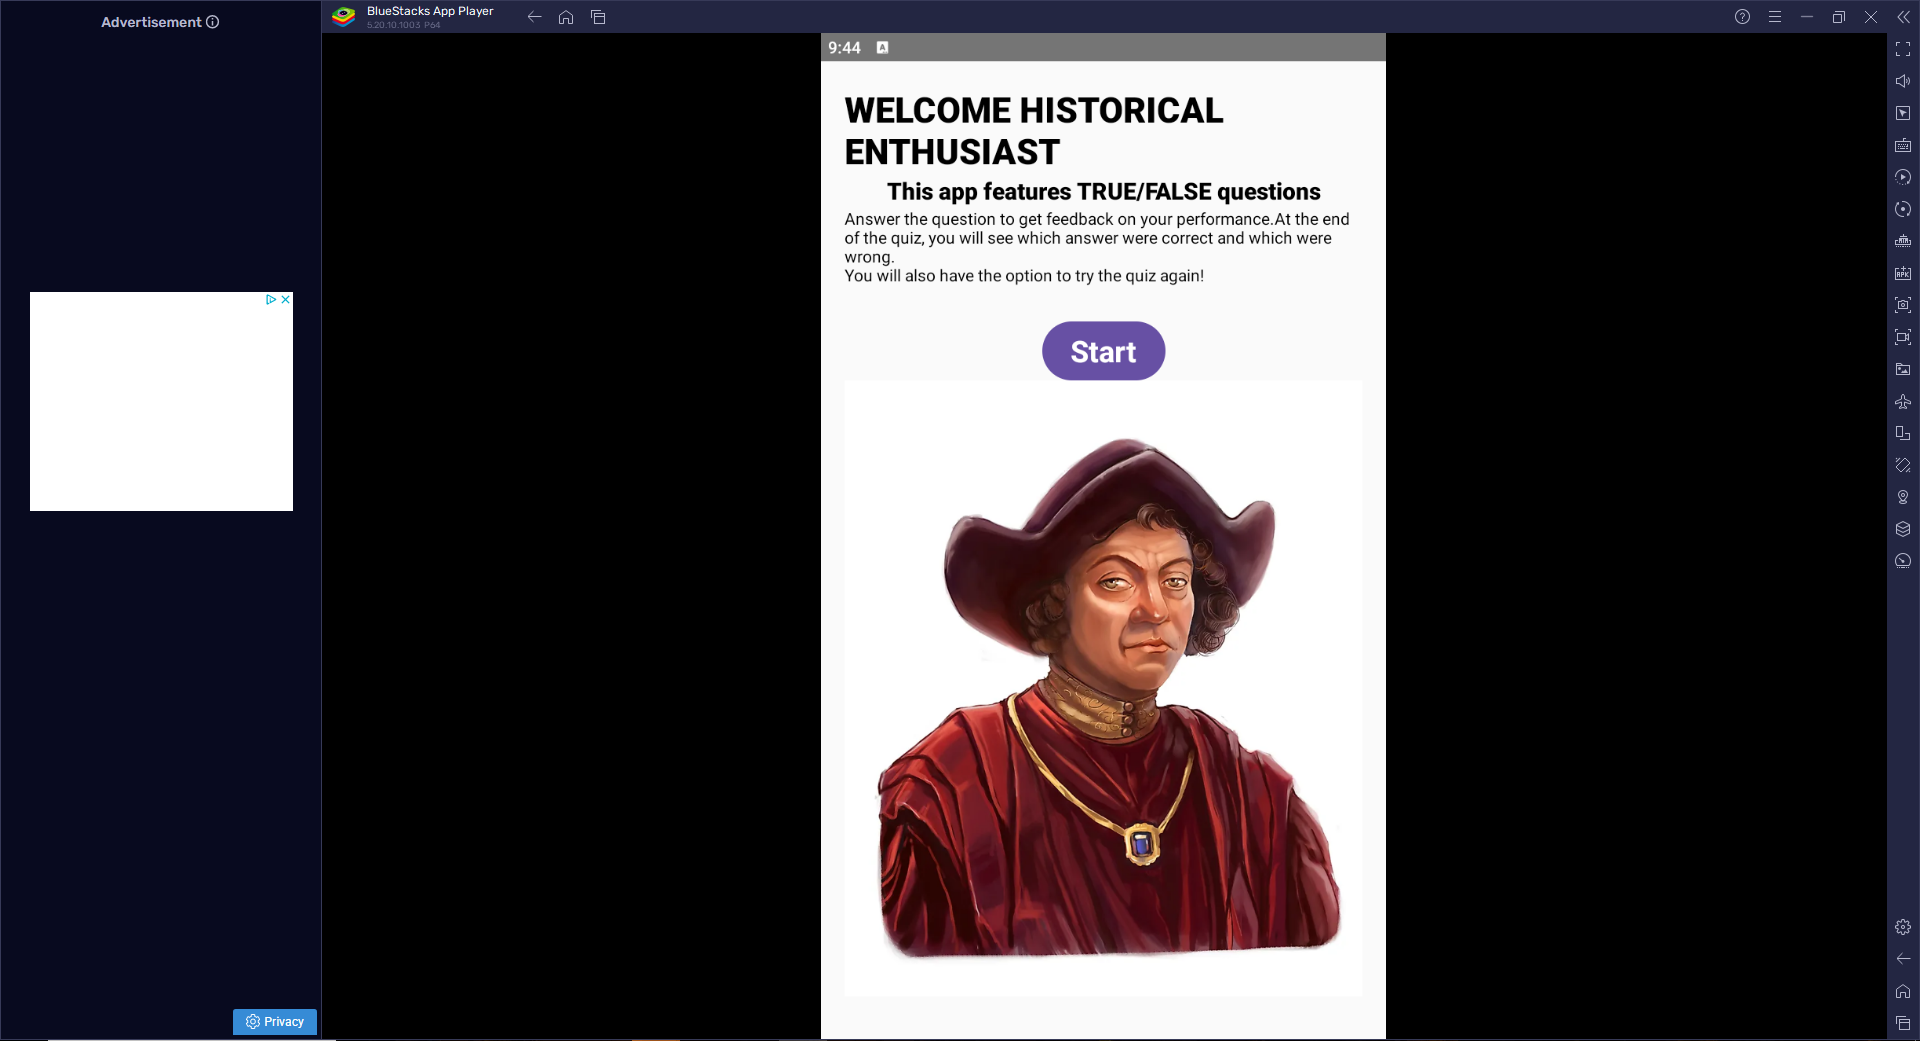 Advertisement
BlueStacks App Player
5.20.10.1003 P64
9:44
A
WELCOME HISTORICAL
ENTHUSIAST
This app features TRUE/FALSE questions
Answer the question to get feedback on your performance.At the end
of the quiz, you will see which answer were correct and which were
wrong.
You will also have the option to try the quiz again!
Start
APK
Privacy